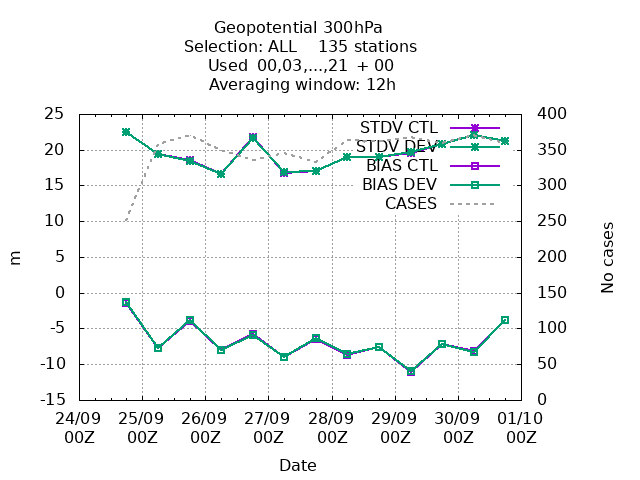 Geopotential 300hPa
Selection: ALL    135 stations
Used  00,03,...,21  + 00
Averaging window: 12h
25
20
15
10
5
0
-5
-10
-15
m
400
350
300
250
200
150
100
50
0
No cases
STDV CTL
STDV DEV
BIAS CTL
BIAS DEV
CASES
24/09 25/09 26/09 27/09 28/09 29/09 30/09 01/10
00Z 00Z 00Z 00Z 00Z 00Z 00Z 00Z
Date